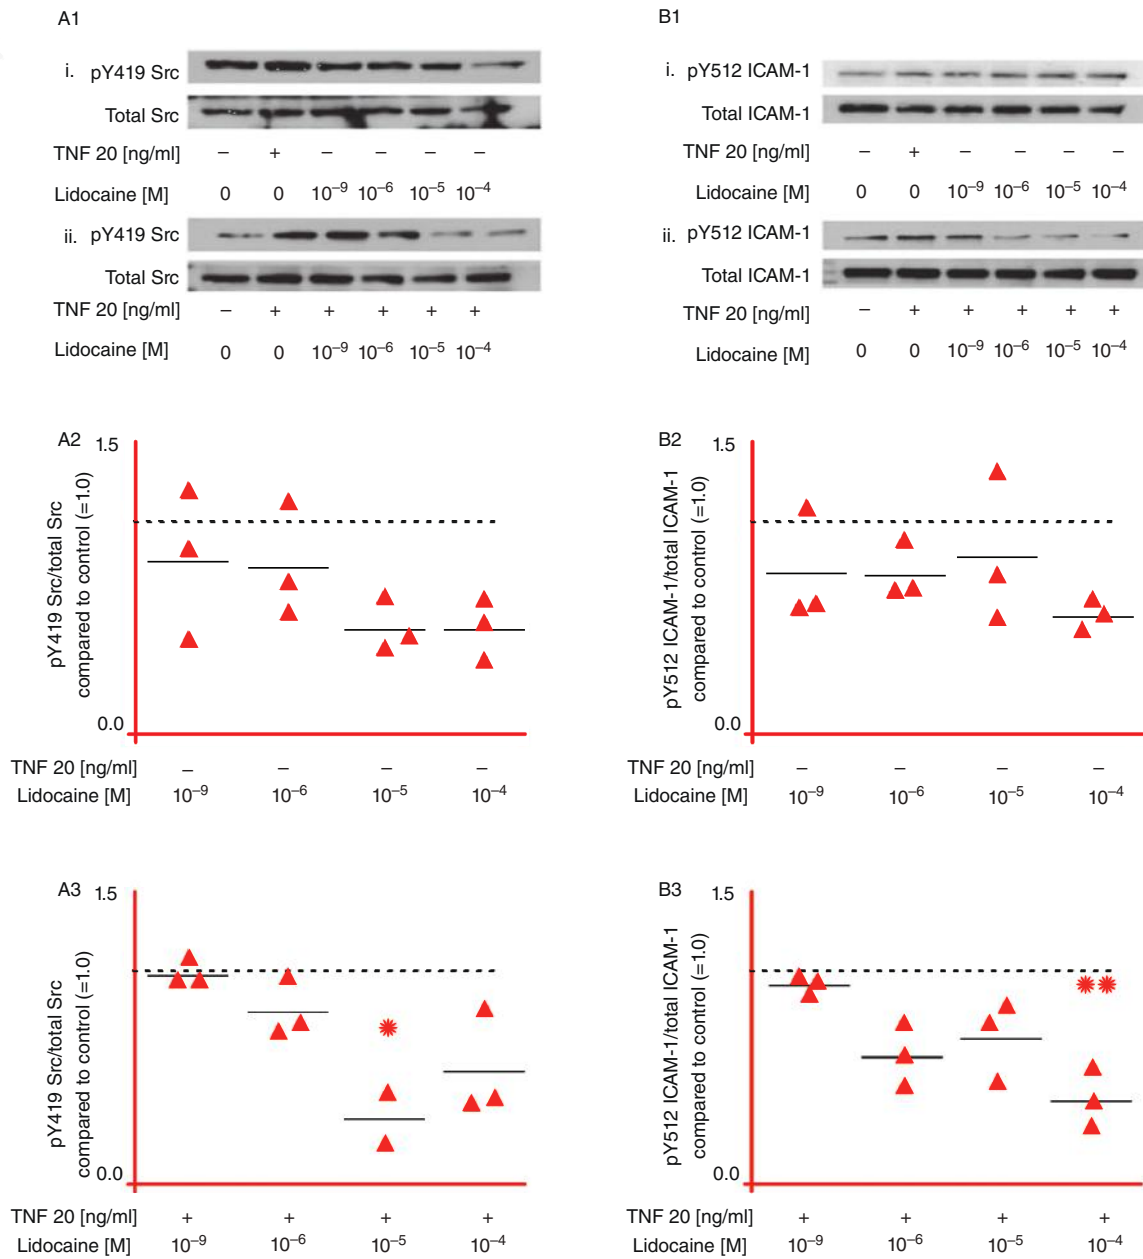 A1
i. pY419 Src
Total Src
TNF 20 [ng/ml] – + – – – –
Lidocaine [M] 0 0 10⁻⁹ 10⁻⁶ 10⁻⁵ 10⁻⁴
ii. pY419 Src
Total Src
TNF 20 [ng/ml] – + + + + +
Lidocaine [M] 0 0 10⁻⁹ 10⁻⁶ 10⁻⁵ 10⁻⁴
B1
i. pY512 ICAM-1
Total ICAM-1
TNF 20 [ng/ml] – + – – – –
Lidocaine [M] 0 0 10⁻⁹ 10⁻⁶ 10⁻⁵ 10⁻⁴
ii. pY512 ICAM-1
Total ICAM-1
TNF 20 [ng/ml] – + + + + +
Lidocaine [M] 0 0 10⁻⁹ 10⁻⁶ 10⁻⁵ 10⁻⁴
A2
1.5
pY419 Src/total Src
compared to control (=1.0)
0.0
TNF 20 [ng/ml] – – – –
Lidocaine [M] 10⁻⁹ 10⁻⁶ 10⁻⁵ 10⁻⁴
B2
1.5
pY512 ICAM-1/total ICAM-1
compared to control (=1.0)
0.0
TNF 20 [ng/ml] – – – –
Lidocaine [M] 10⁻⁹ 10⁻⁶ 10⁻⁵ 10⁻⁴
A3
1.5
pY419 Src/total Src
compared to control (=1.0)
0.0
TNF 20 [ng/ml] + + + +
Lidocaine [M] 10⁻⁹ 10⁻⁶ 10⁻⁵ 10⁻⁴
B3
1.5
pY512 ICAM-1/total ICAM-1
compared to control (=1.0)
0.0
TNF 20 [ng/ml] + + + +
Lidocaine [M] 10⁻⁹ 10⁻⁶ 10⁻⁵ 10⁻⁴